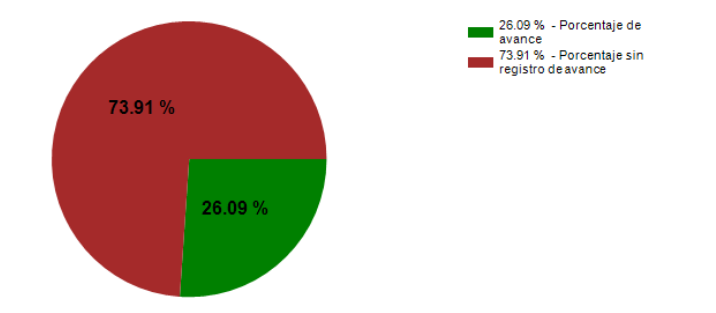 26.09 % - Porcentaje de
avance
73.91 % - Porcentaje sin
registro de avance
73.91 %
26.09 %